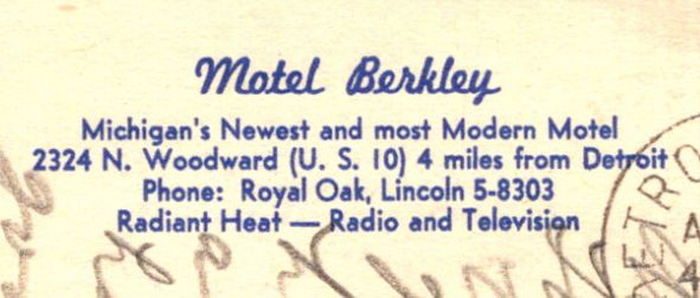 Motel Berkley
Michigan's Newest and most Modern Motel
2324 N. Woodward (U. S. 10) 4 miles from Detroit
Phone: Royal Oak, Lincoln 5-8303
Radiant Heat — Radio and Television